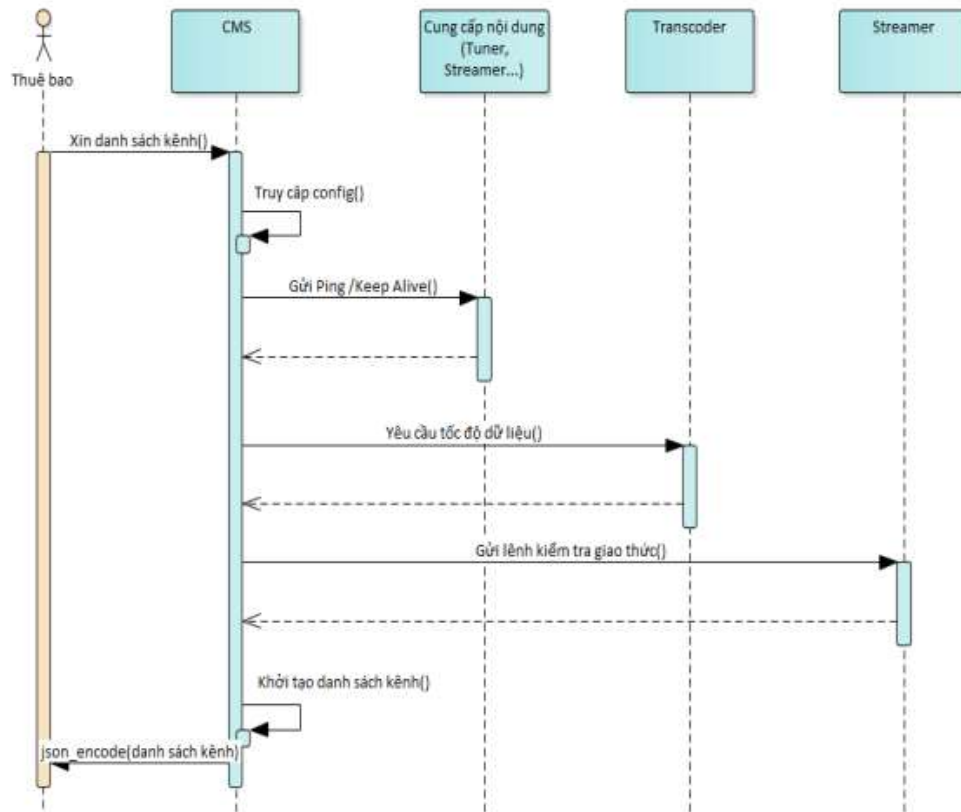 Thuê bao
CMS
Cung cấp nội dung
(Tuner,
Streamer...)
Transcoder
Streamer
Xin danh sách kênh()
Truy cập config()
Gửi Ping /Keep Alive()
Yêu cầu tốc độ dữ liệu()
Gửi lệnh kiểm tra giao thức()
Khởi tạo danh sách kênh()
json_encode(danh sách kênh)